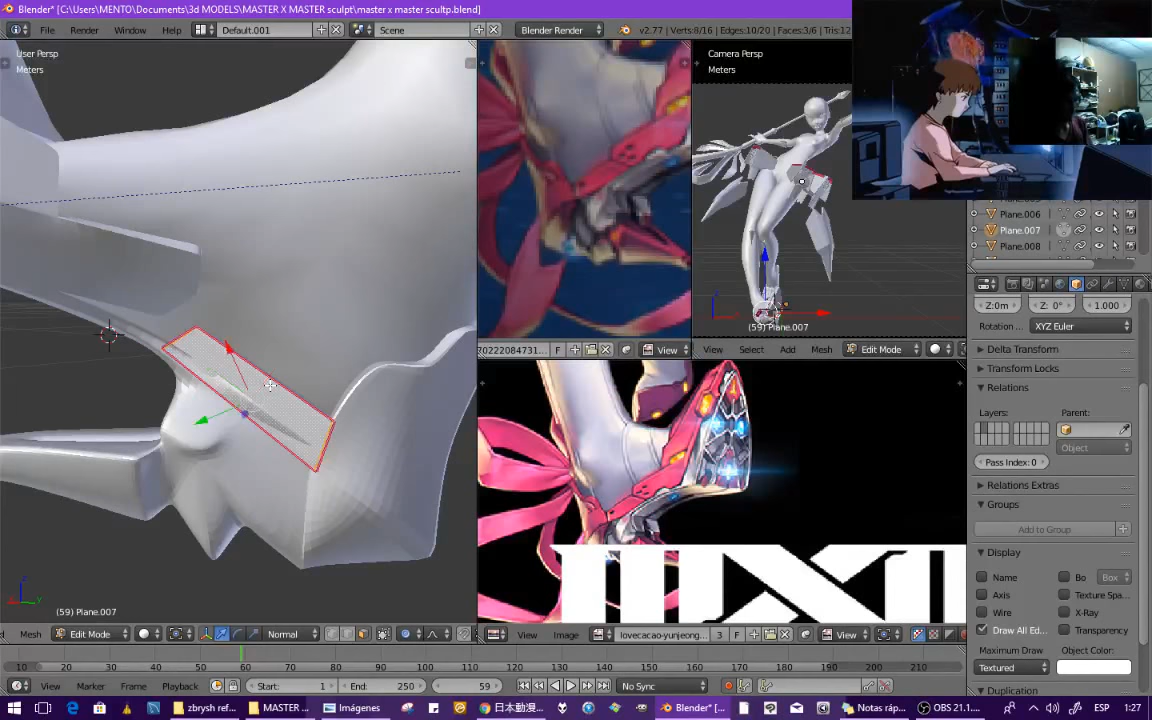 Blender* [C:\Users\MENTO\Documents\3d MODELS\MASTER X MASTER sculpt\master x master scultp.blend]
File Render Window Help Default.001 Scene Blender Render v2.77 | Verts:8/16 | Edges:10/20 | Faces:3/6 | Tris:12
User Persp
Meters
Camera Persp
Meters
Plane.006
Plane.007
Plane.008
Z:0m Z: 0° 1.000
Rotation ... XYZ Euler
Delta Transform
Transform Locks
Relations
Layers: Parent:
Object
Pass Index: 0
Relations Extras
Groups
Add to Group
Display
Name Bo Box
Axis Texture Spa...
Wire X-Ray
Draw All Ed... Transparency
Maximum Draw Object Color:
Textured
Duplication
(59) Plane.007
70222084731... F View
View Select Add Mesh Edit Mode
(59) Plane.007
Mesh Edit Mode Normal
View Image lovecacao-yunjeong... 3 F View
10 20 30 40 50 60 70 80 90 100 110 120 130 140 150 160 170 180 190 200 210
View Marker Frame Playback Start: 1 End: 250 59 No Sync
zbrysh ref... MASTER ... Imágenes 日本動漫... Blender* [... Notas ráp... OBS 21.1.... ESP 1:27